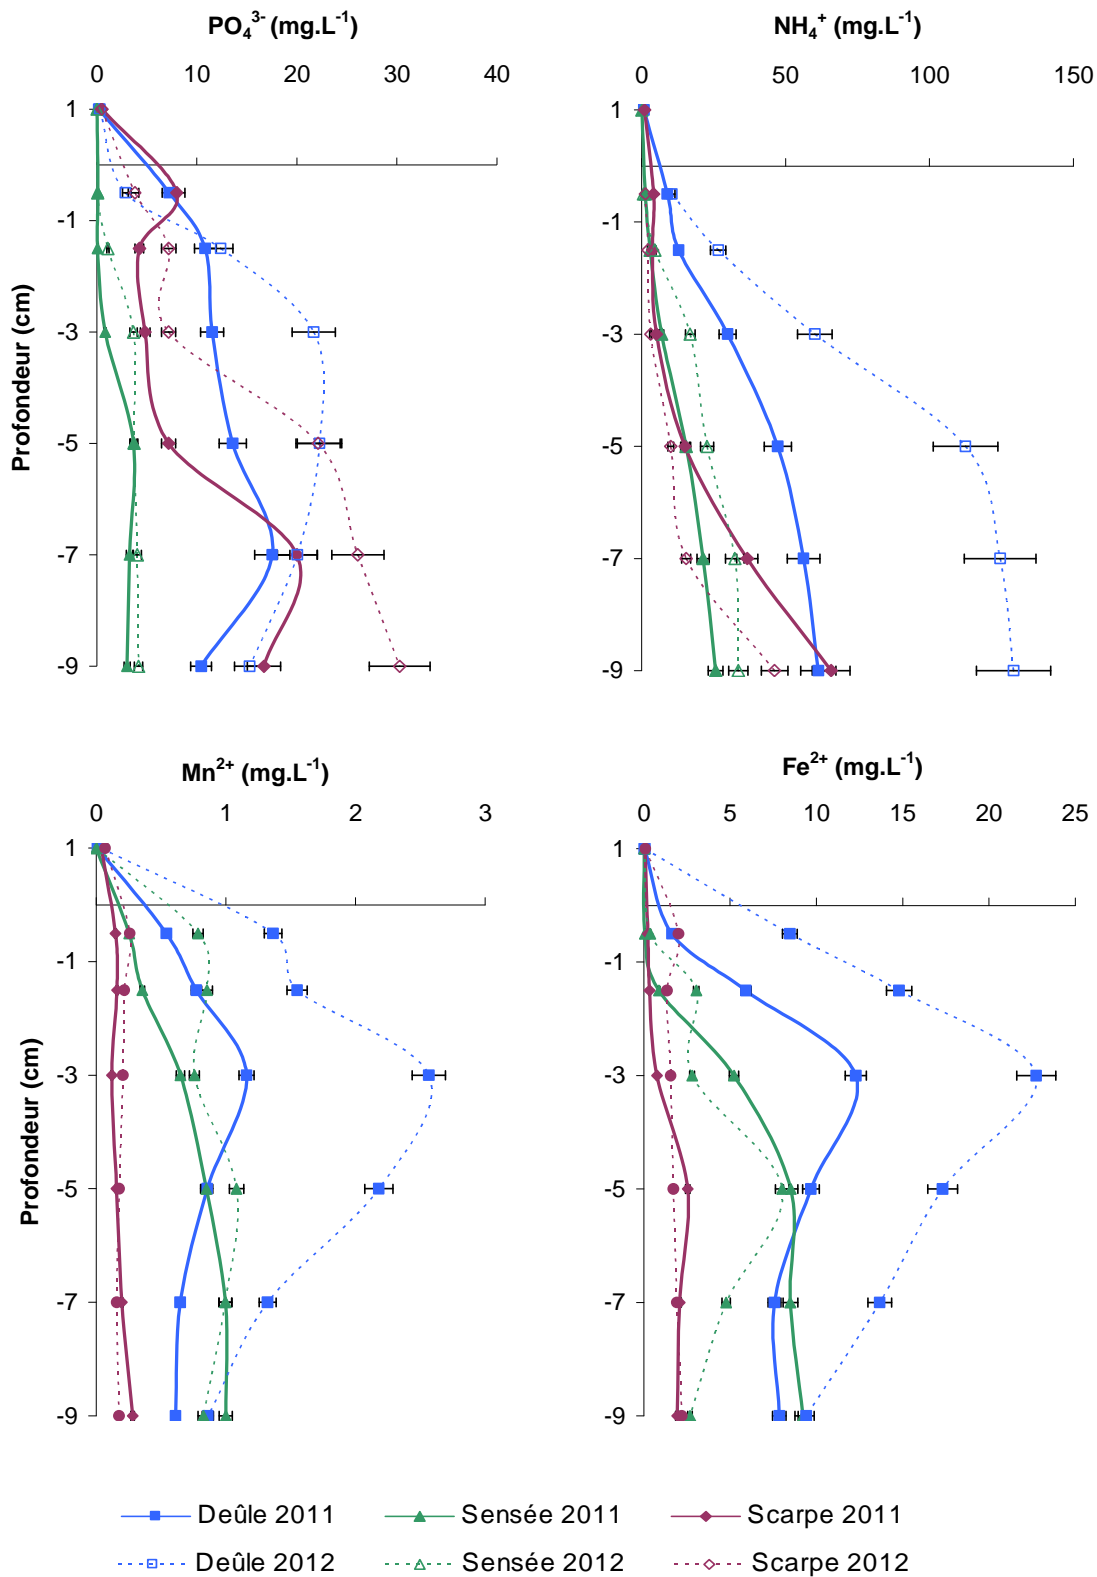 PO₄³⁻ (mg.L⁻¹)
NH₄⁺ (mg.L⁻¹)
0 10 20 30 40
0 50 100 150
1
-1
-3
-5
-7
-9
Profondeur (cm)
1
-1
-3
-5
-7
-9
Mn²⁺ (mg.L⁻¹)
Fe²⁺ (mg.L⁻¹)
0 1 2 3
0 5 10 15 20 25
1
-1
-3
-5
-7
-9
Profondeur (cm)
1
-1
-3
-5
-7
-9
Deûle 2011 Sensée 2011 Scarpe 2011
Deûle 2012 Sensée 2012 Scarpe 2012